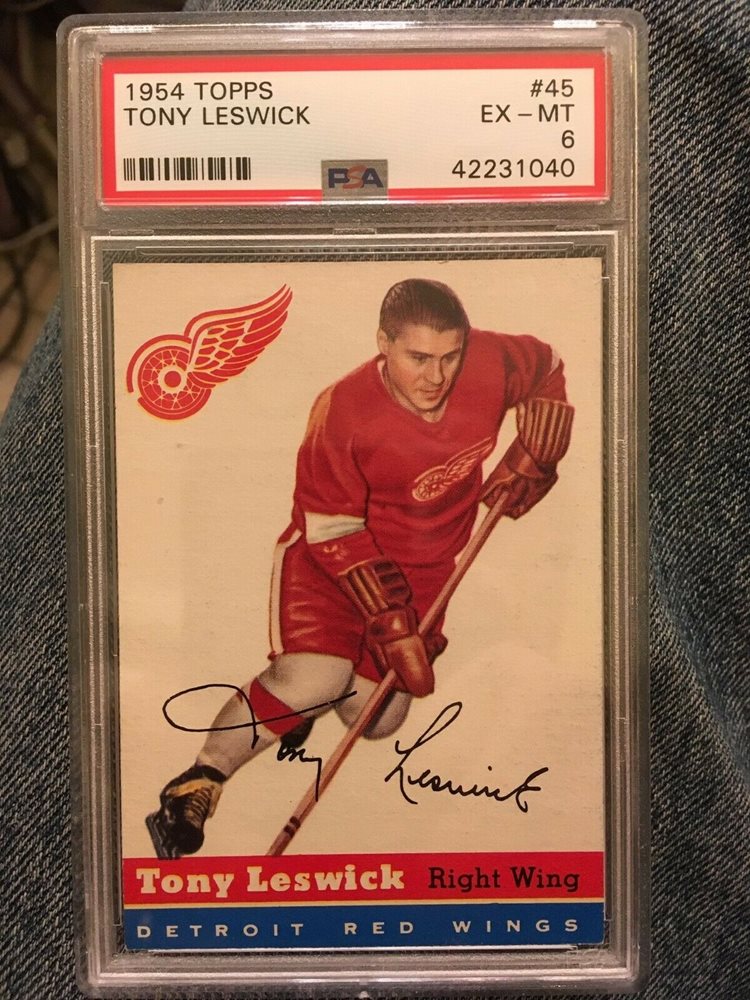 1954 TOPPS #45
TONY LESWICK EX - MT
6
PSA 42231040
Tony Leswick
Tony Leswick Right Wing
DETROIT RED WINGS